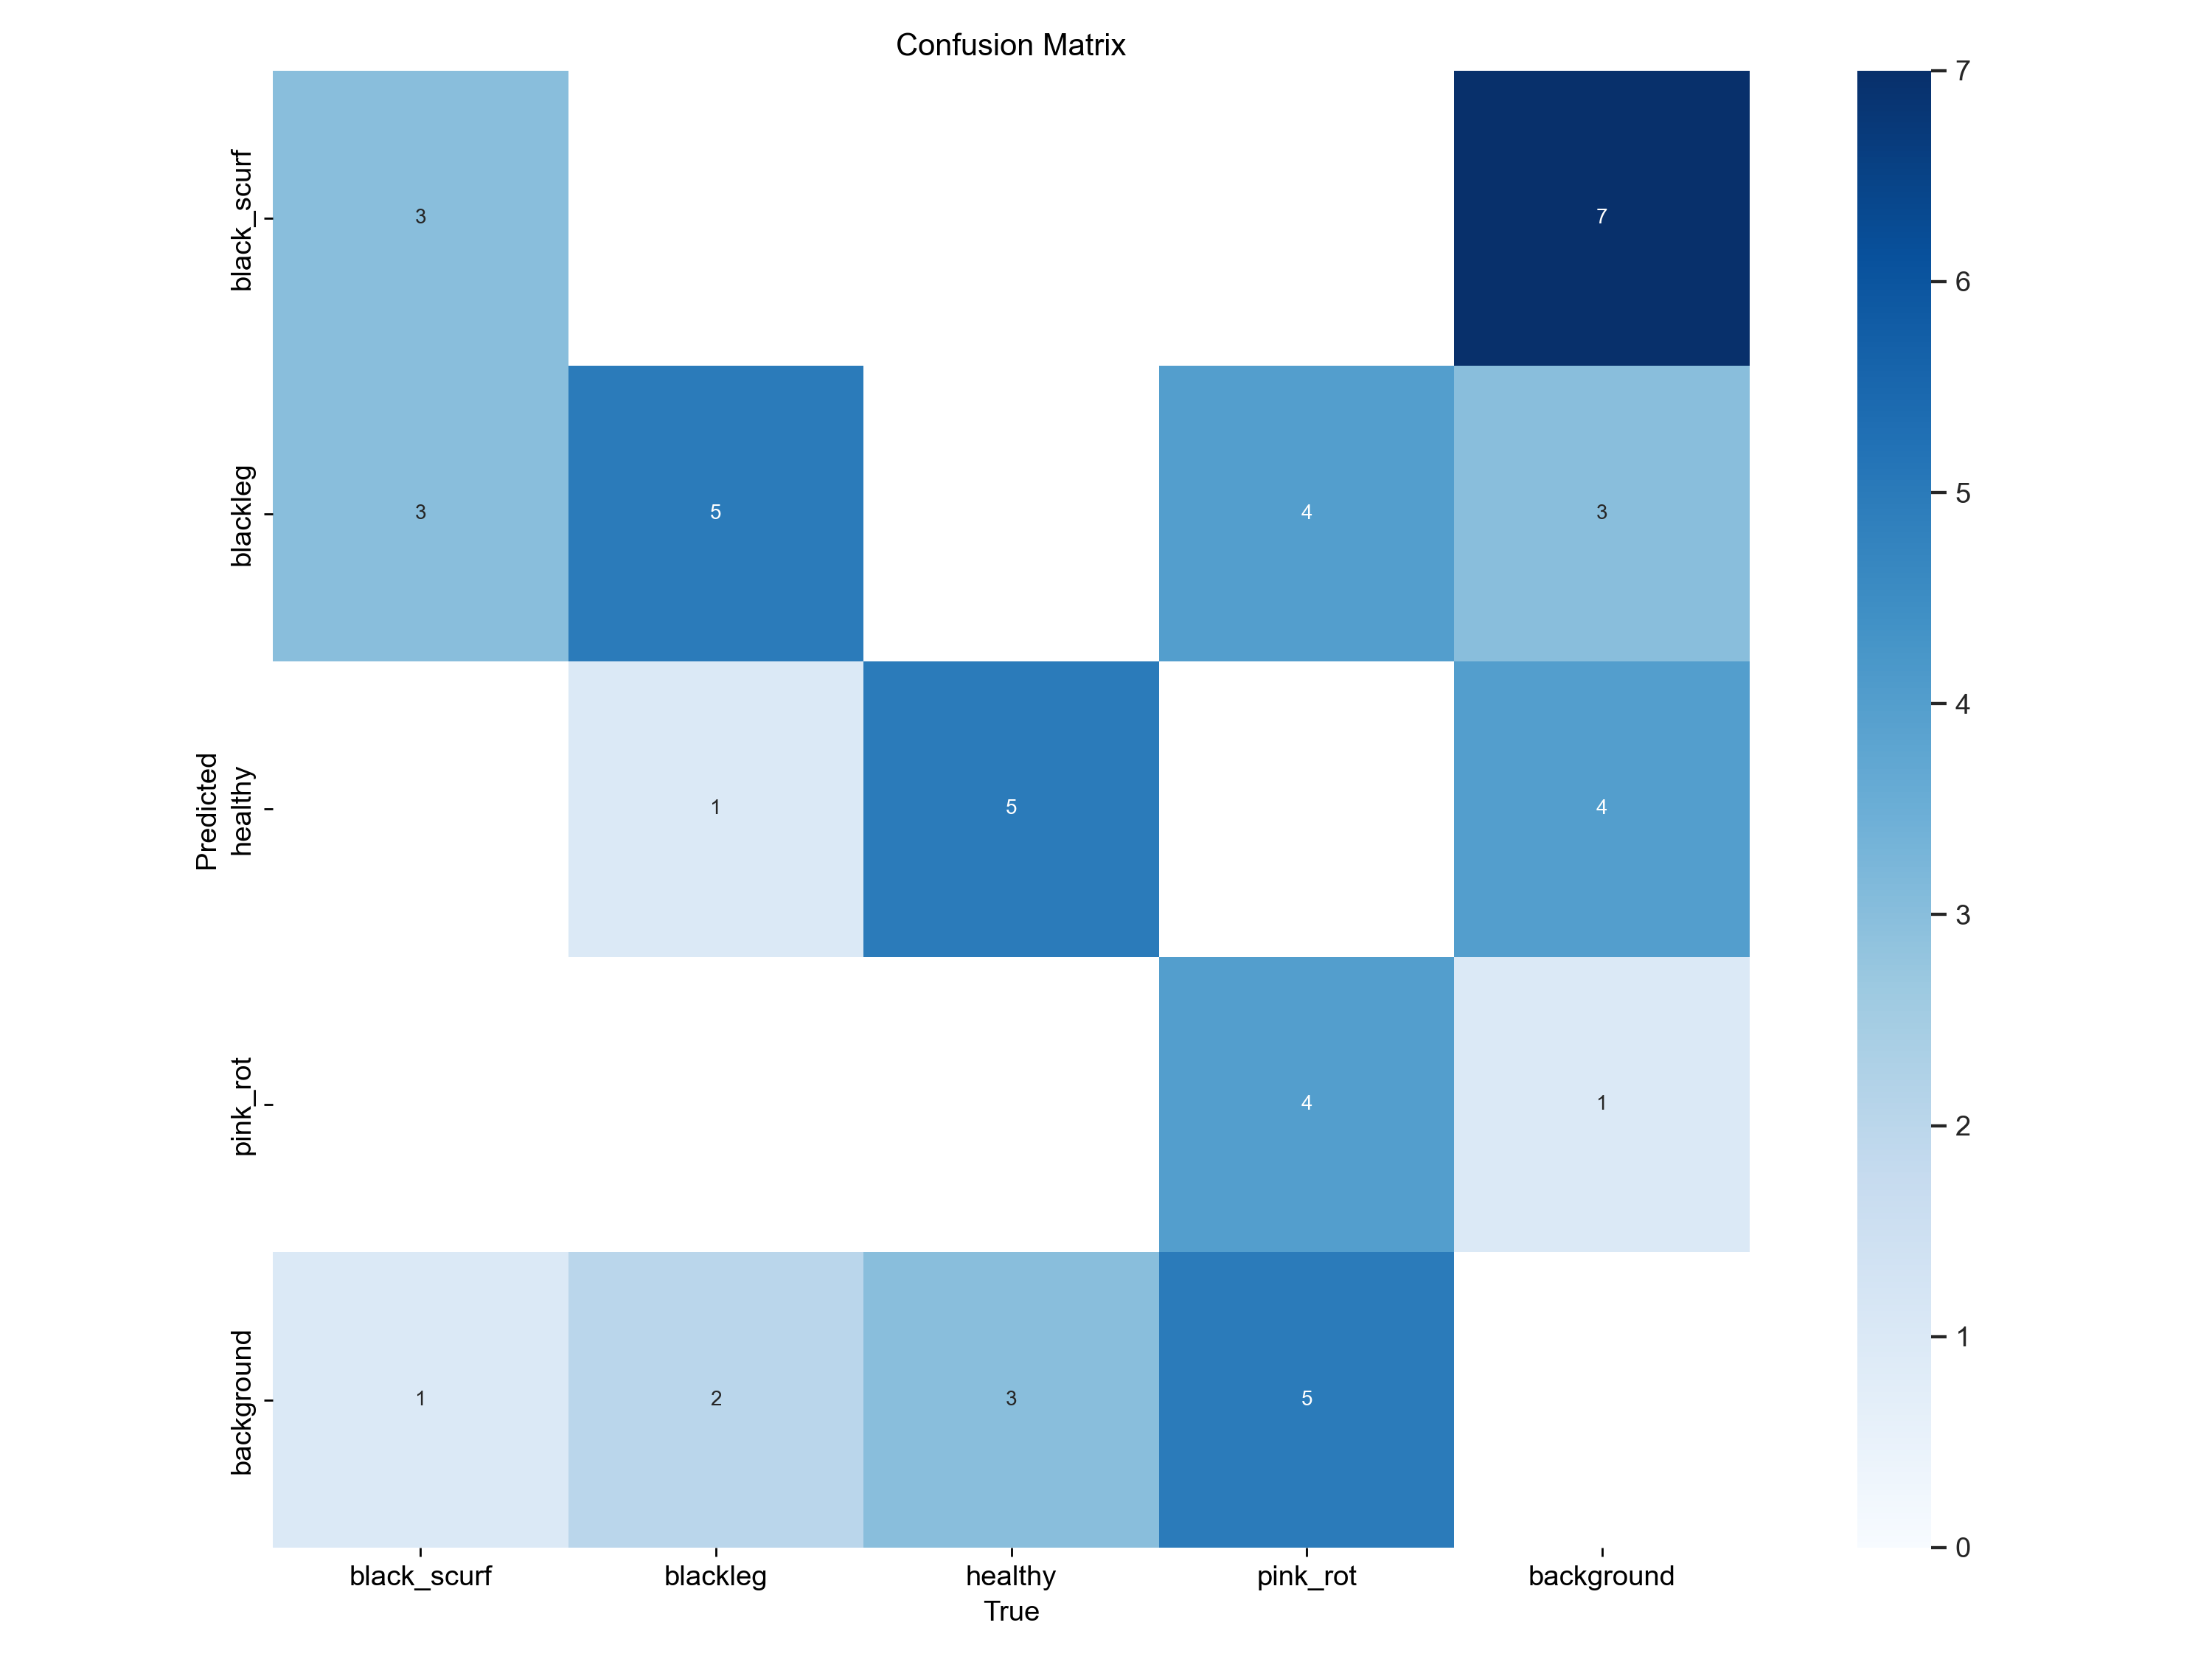 Confusion Matrix
black_scurf
3
7
blackleg
3
5
4
3
Predicted
healthy
1
5
4
pink_rot
4
1
background
1
2
3
5
black_scurf
blackleg
healthy
pink_rot
background
True
7
6
5
4
3
2
1
0